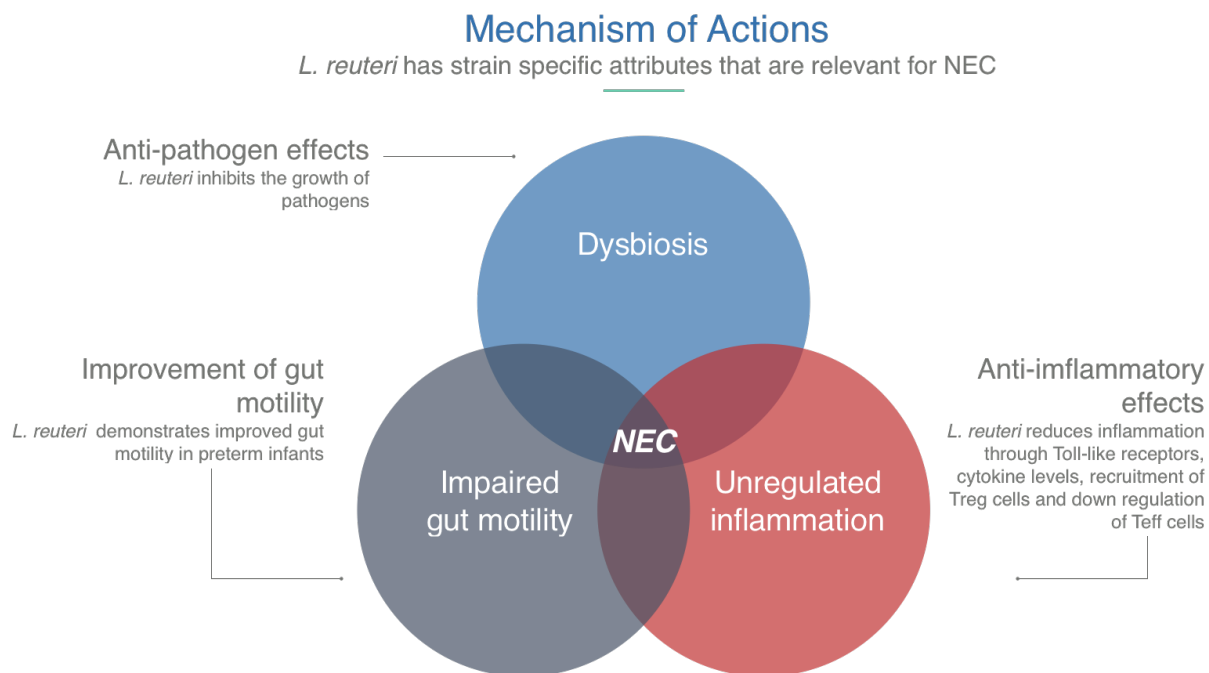 Mechanism of Actions
L. reuteri has strain specific attributes that are relevant for NEC
Anti-pathogen effects
L. reuteri inhibits the growth of
pathogens
Dysbiosis
Improvement of gut
motility
L. reuteri demonstrates improved gut
motility in preterm infants
Anti-imflammatory
effects
L. reuteri reduces inflammation
through Toll-like receptors,
cytokine levels, recruitment of
Treg cells and down regulation
of Teff cells
NEC
Impaired
gut motility
Unregulated
inflammation